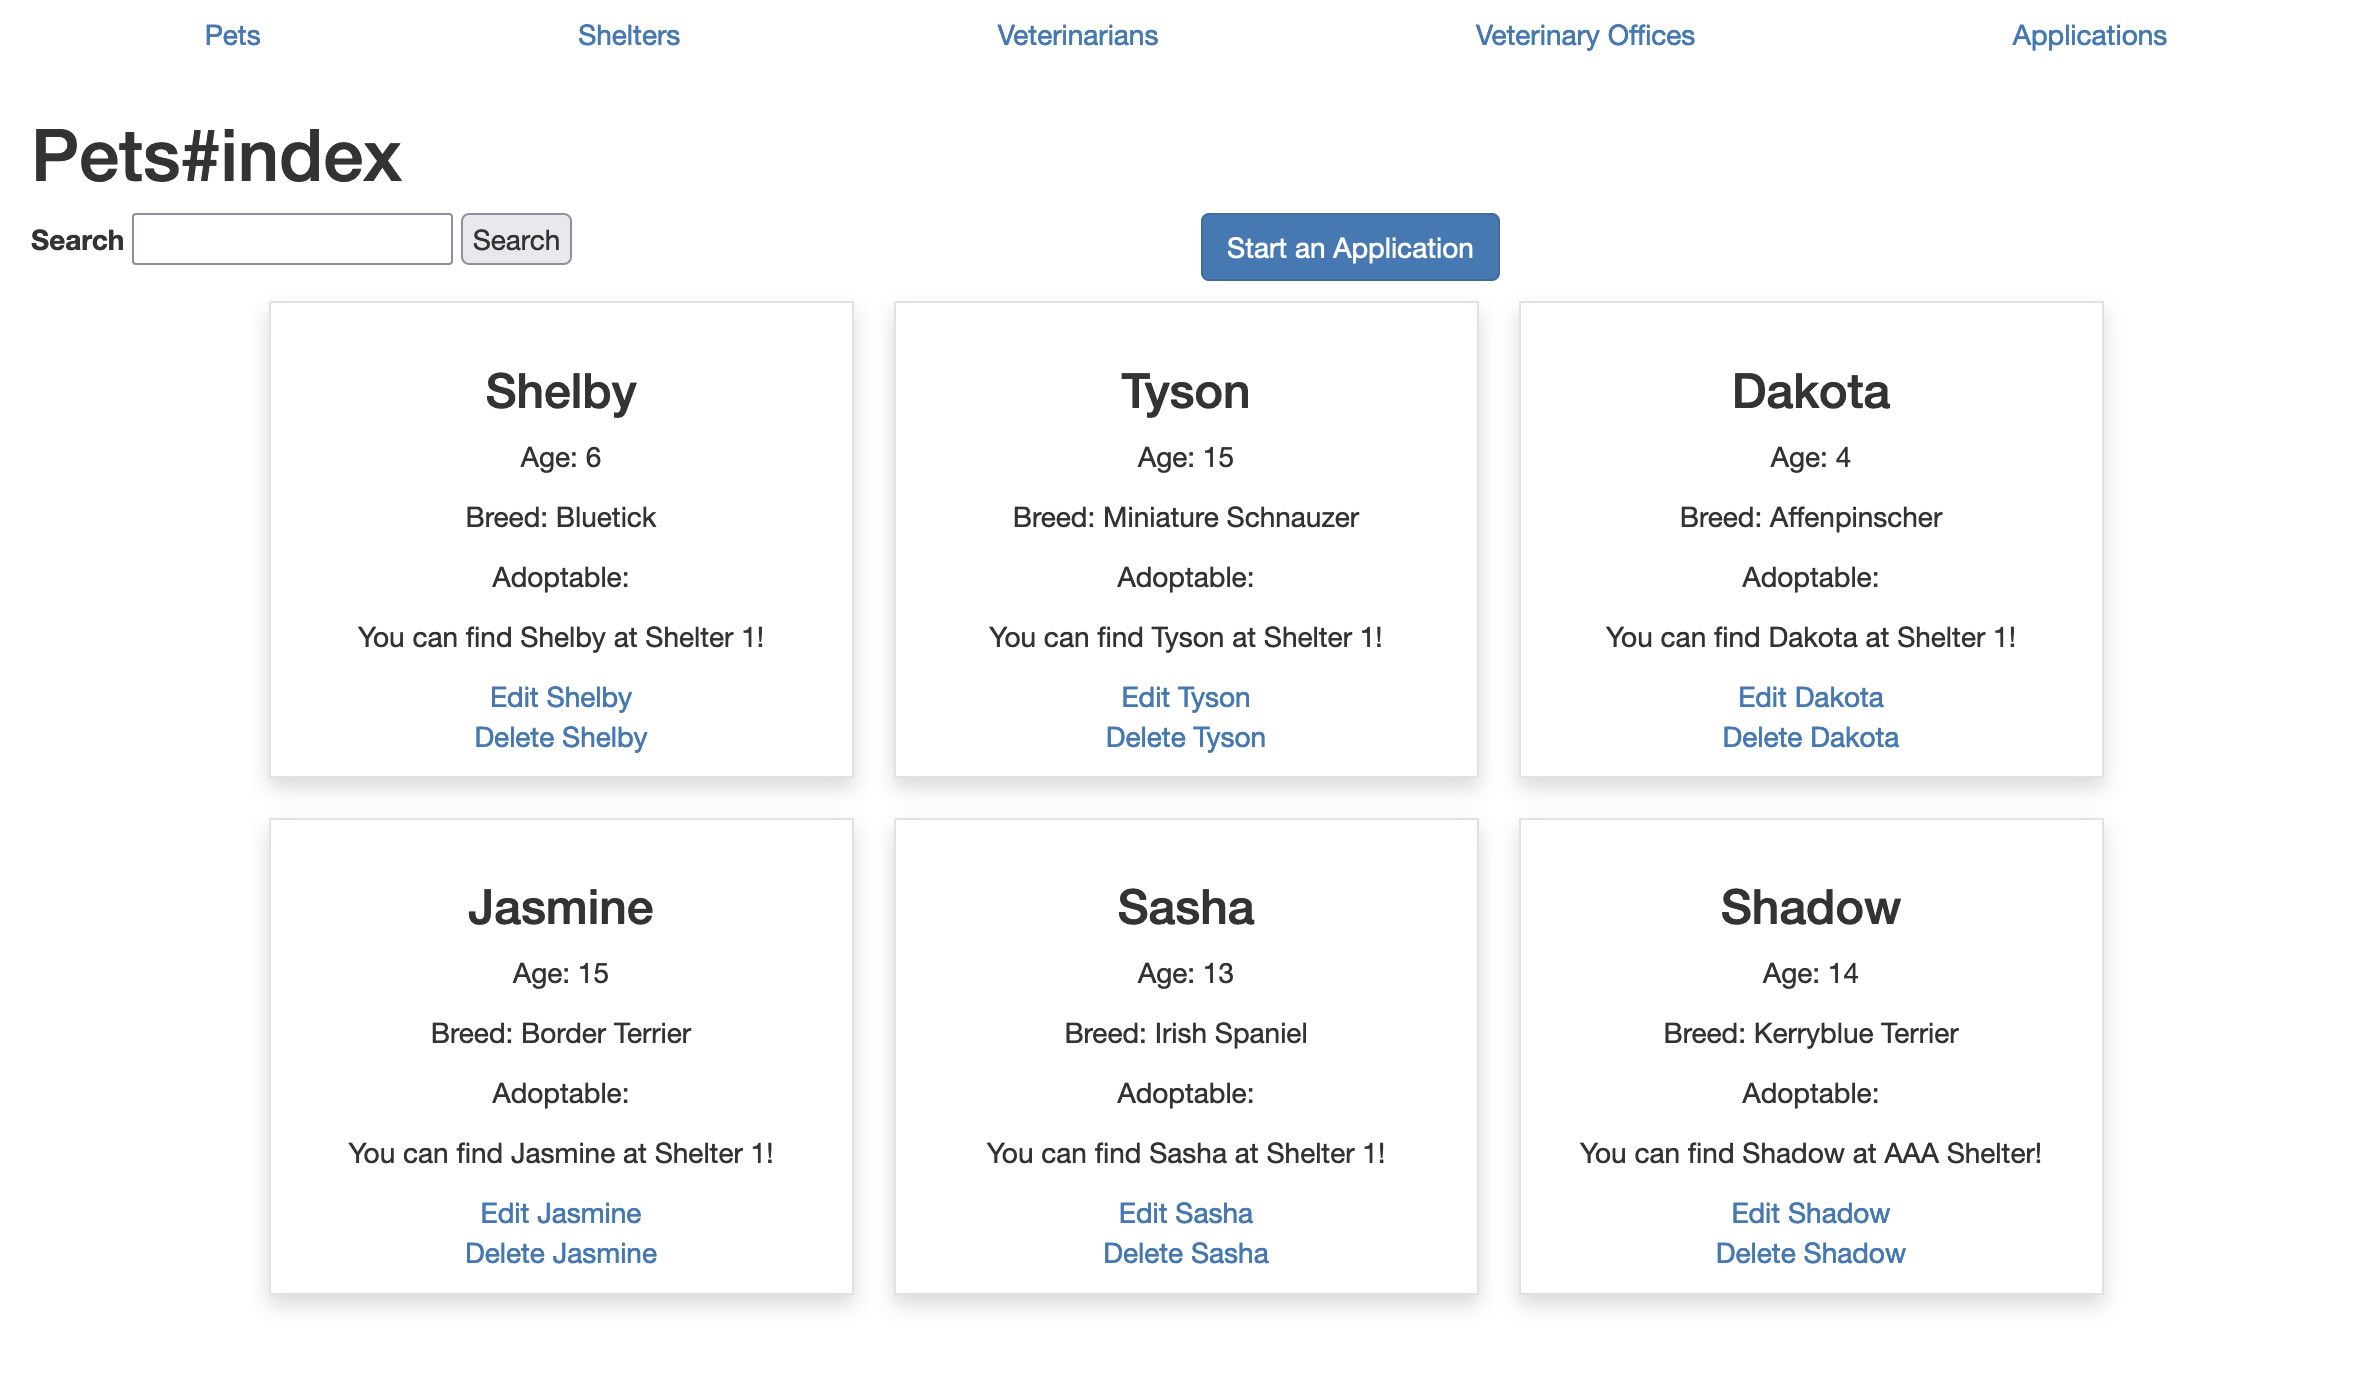 Pets Shelters Veterinarians Veterinary Offices Applications
Pets#index
Search Search Start an Application
Shelby
Age: 6
Breed: Bluetick
Adoptable:
You can find Shelby at Shelter 1!
Edit Shelby
Delete Shelby
Tyson
Age: 15
Breed: Miniature Schnauzer
Adoptable:
You can find Tyson at Shelter 1!
Edit Tyson
Delete Tyson
Dakota
Age: 4
Breed: Affenpinscher
Adoptable:
You can find Dakota at Shelter 1!
Edit Dakota
Delete Dakota
Jasmine
Age: 15
Breed: Border Terrier
Adoptable:
You can find Jasmine at Shelter 1!
Edit Jasmine
Delete Jasmine
Sasha
Age: 13
Breed: Irish Spaniel
Adoptable:
You can find Sasha at Shelter 1!
Edit Sasha
Delete Sasha
Shadow
Age: 14
Breed: Kerryblue Terrier
Adoptable:
You can find Shadow at AAA Shelter!
Edit Shadow
Delete Shadow